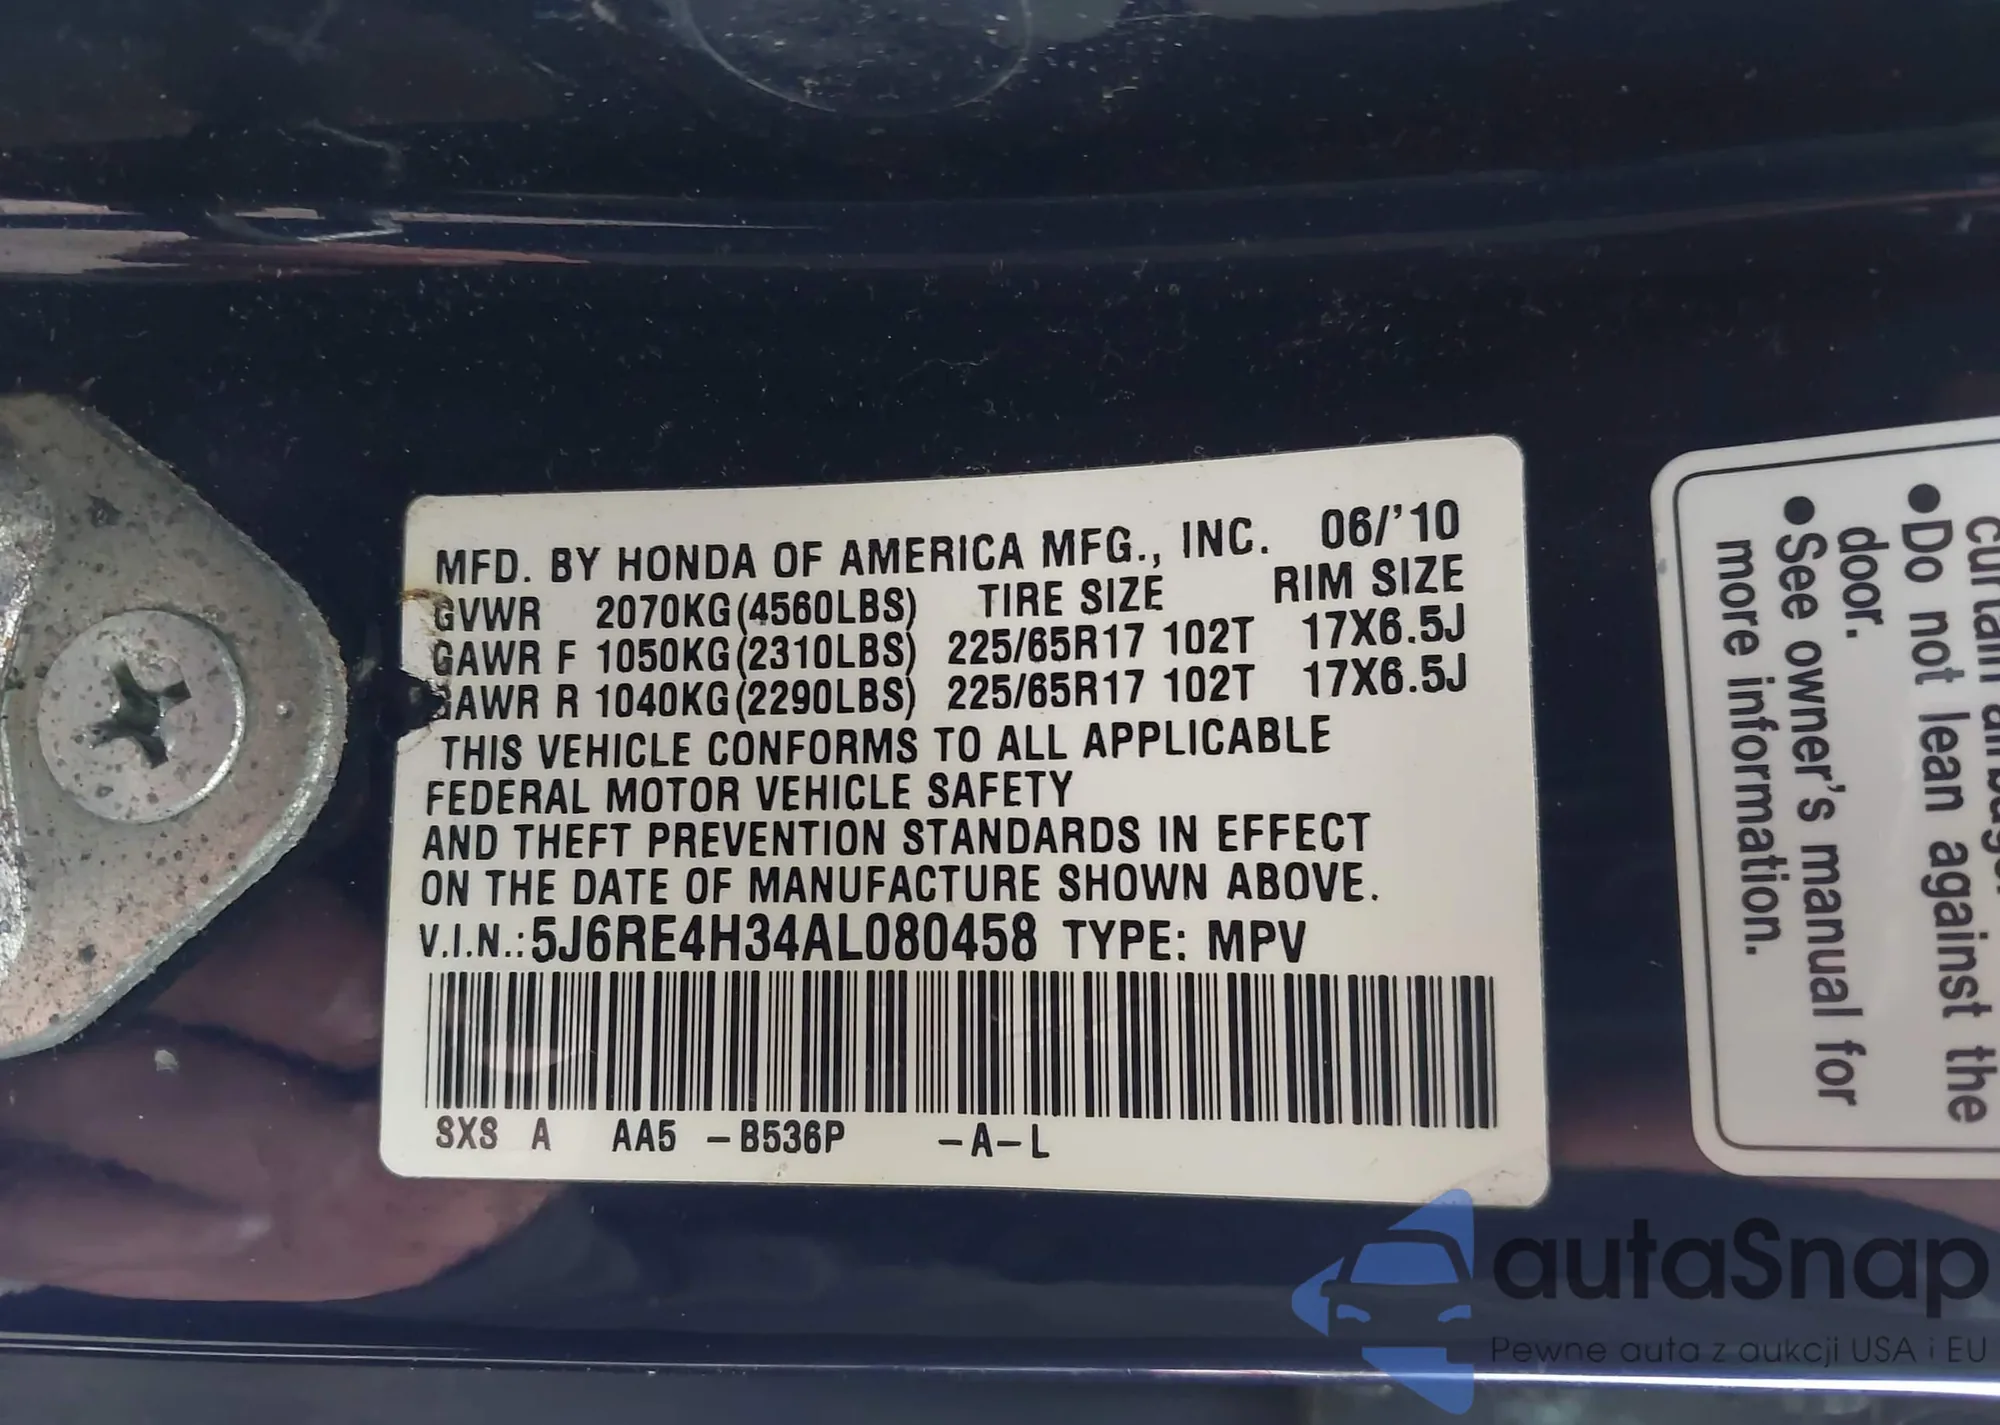 MFD. BY HONDA OF AMERICA MFG., INC. 06/'10
GVWR 2070KG(4560LBS) TIRE SIZE RIM SIZE
GAWR F 1050KG(2310LBS) 225/65R17 102T 17X6.5J
GAWR R 1040KG(2290LBS) 225/65R17 102T 17X6.5J
THIS VEHICLE CONFORMS TO ALL APPLICABLE
FEDERAL MOTOR VEHICLE SAFETY
AND THEFT PREVENTION STANDARDS IN EFFECT
ON THE DATE OF MANUFACTURE SHOWN ABOVE.
V.I.N.: 5J6RE4H34AL080458 TYPE: MPV
SXS A AA5 -B536P -A-L
curtain airbag
●Do not lean against the
door.
●See owner's manual for
more information.
autaSnap
Pewne auta z aukcji USA i EU